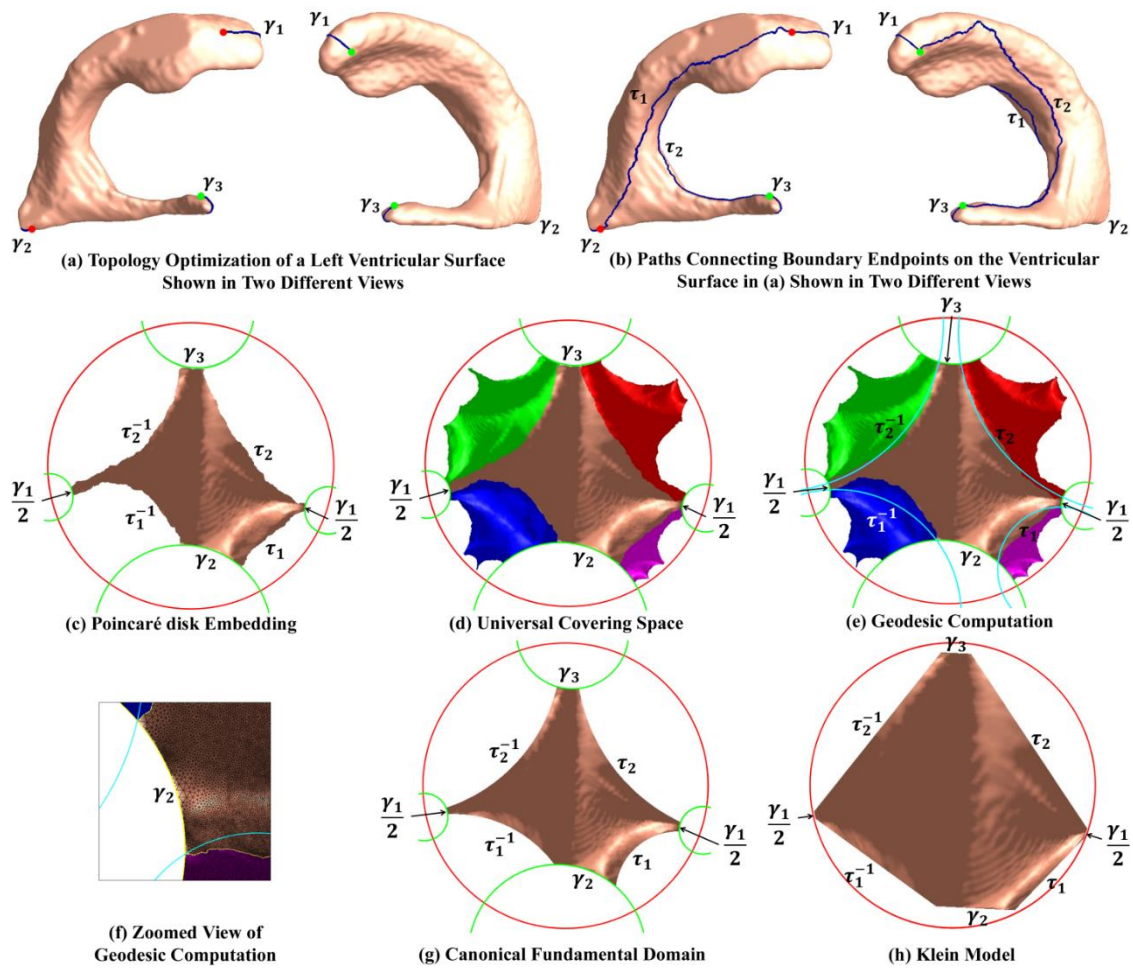 γ₁ γ₁ γ₁ γ₁
τ₁ τ₂ τ₁ τ₂
γ₃ γ₃ γ₃ γ₃
γ₂ γ₂ γ₂ γ₂
(a) Topology Optimization of a Left Ventricular Surface
Shown in Two Different Views
(b) Paths Connecting Boundary Endpoints on the Ventricular
Surface in (a) Shown in Two Different Views
γ₃
τ₂⁻¹ τ₂
γ₁/2 γ₁/2
τ₁⁻¹ τ₁
γ₂
(c) Poincaré disk Embedding
γ₃
γ₁/2 γ₁/2
γ₂
(d) Universal Covering Space
γ₃
τ₂⁻¹ τ₂
γ₁/2 γ₁/2
τ₁⁻¹ τ₁
γ₂
(e) Geodesic Computation
γ₂
(f) Zoomed View of
Geodesic Computation
γ₃
τ₂⁻¹ τ₂
γ₁/2 γ₁/2
τ₁⁻¹ τ₁
γ₂
(g) Canonical Fundamental Domain
γ₃
τ₂⁻¹ τ₂
γ₁/2 γ₁/2
τ₁⁻¹ τ₁
γ₂
(h) Klein Model